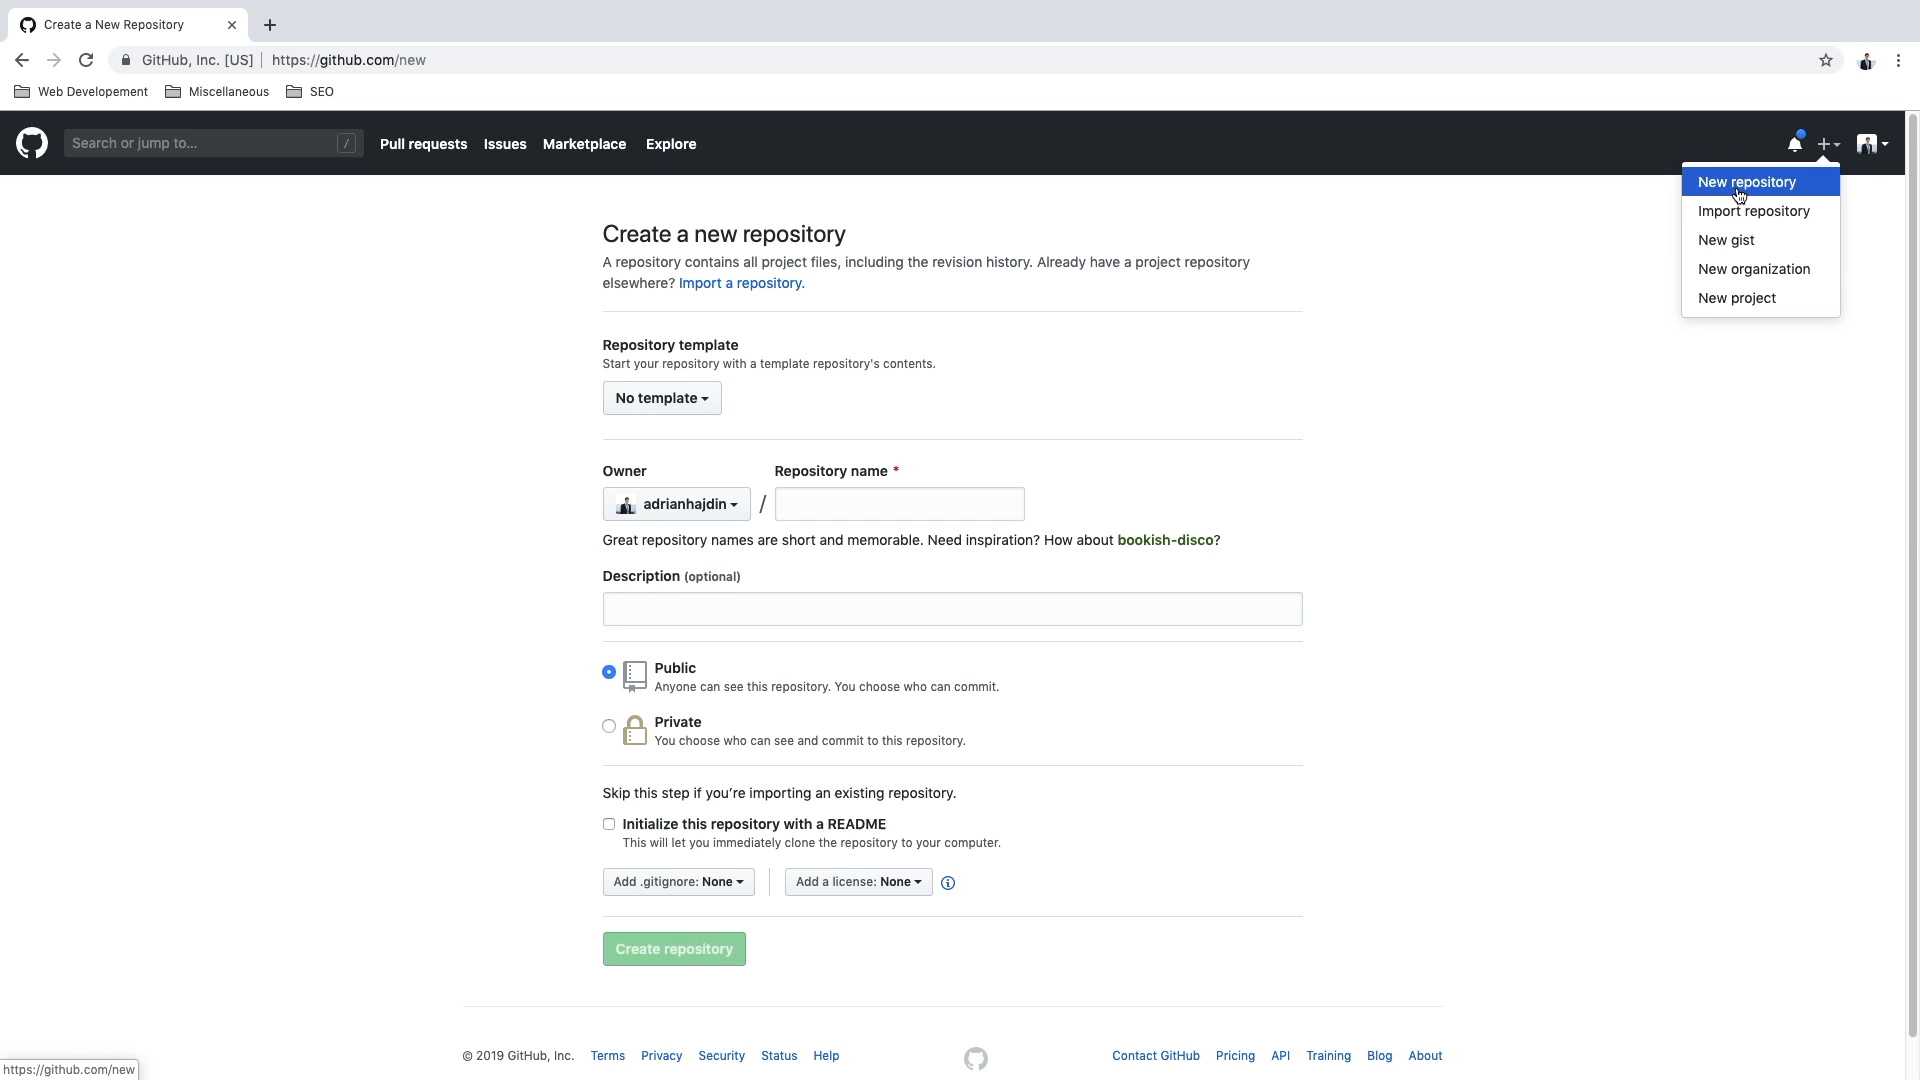 Create a New Repository
GitHub, Inc. [US] https://github.com/new
Web Developement Miscellaneous SEO
Search or jump to... / Pull requests Issues Marketplace Explore
New repository
Import repository
New gist
New organization
New project
Create a new repository
A repository contains all project files, including the revision history. Already have a project repository
elsewhere? Import a repository.
Repository template
Start your repository with a template repository's contents.
No template
Owner Repository name *
adrianhajdin /
Great repository names are short and memorable. Need inspiration? How about bookish-disco?
Description (optional)
Public
Anyone can see this repository. You choose who can commit.
Private
You choose who can see and commit to this repository.
Skip this step if you’re importing an existing repository.
Initialize this repository with a README
This will let you immediately clone the repository to your computer.
Add .gitignore: None Add a license: None
Create repository
© 2019 GitHub, Inc. Terms Privacy Security Status Help Contact GitHub Pricing API Training Blog About
https://github.com/new